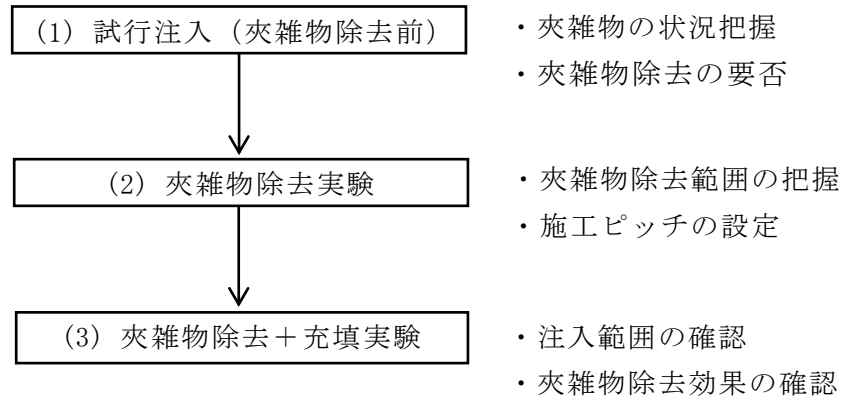 (1) 試行注入（夾雑物除去前）
・夾雑物の状況把握
・夾雑物除去の要否
(2) 夾雑物除去実験
・夾雑物除去範囲の把握
・施工ピッチの設定
(3) 夾雑物除去＋充填実験
・注入範囲の確認
・夾雑物除去効果の確認